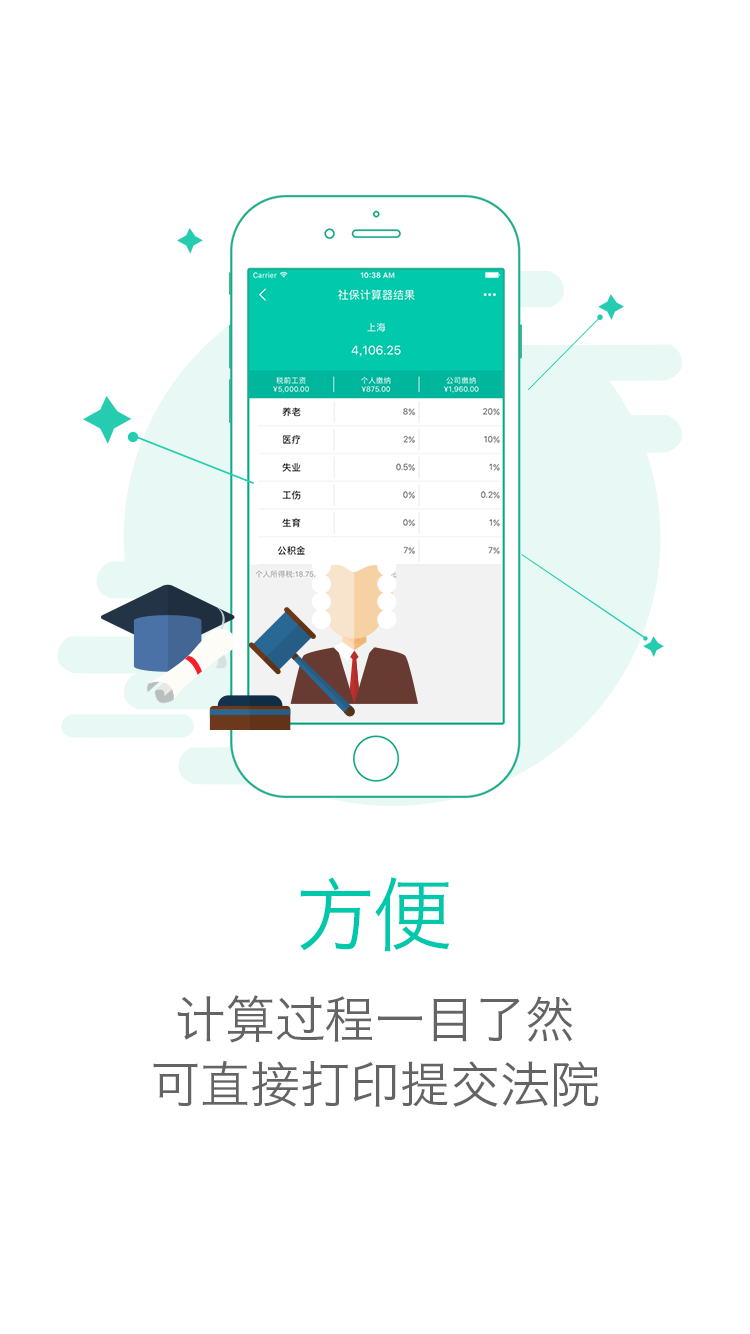 Carrier 10:38 AM
社保计算器结果
上海
4,106.25
税前工资 个人缴纳 公司缴纳
¥5,000.00 ¥875.00 ¥1,960.00
养老 8% 20%
医疗 2% 10%
失业 0.5% 1%
工伤 0% 0.2%
生育 0% 1%
公积金 7% 7%
个人所得税:18.75
方便
计算过程一目了然
可直接打印提交法院